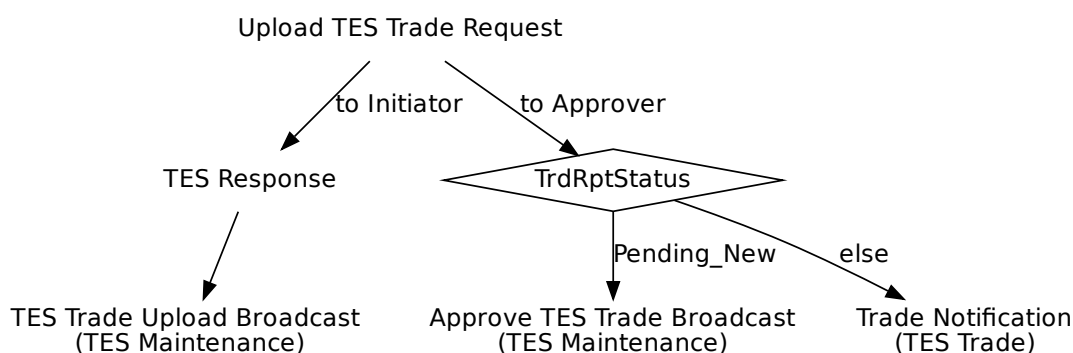 Upload TES Trade Request
to Initiator
to Approver
TES Response
TrdRptStatus
Pending_New
else
TES Trade Upload Broadcast
(TES Maintenance)
Approve TES Trade Broadcast
(TES Maintenance)
Trade Notification
(TES Trade)